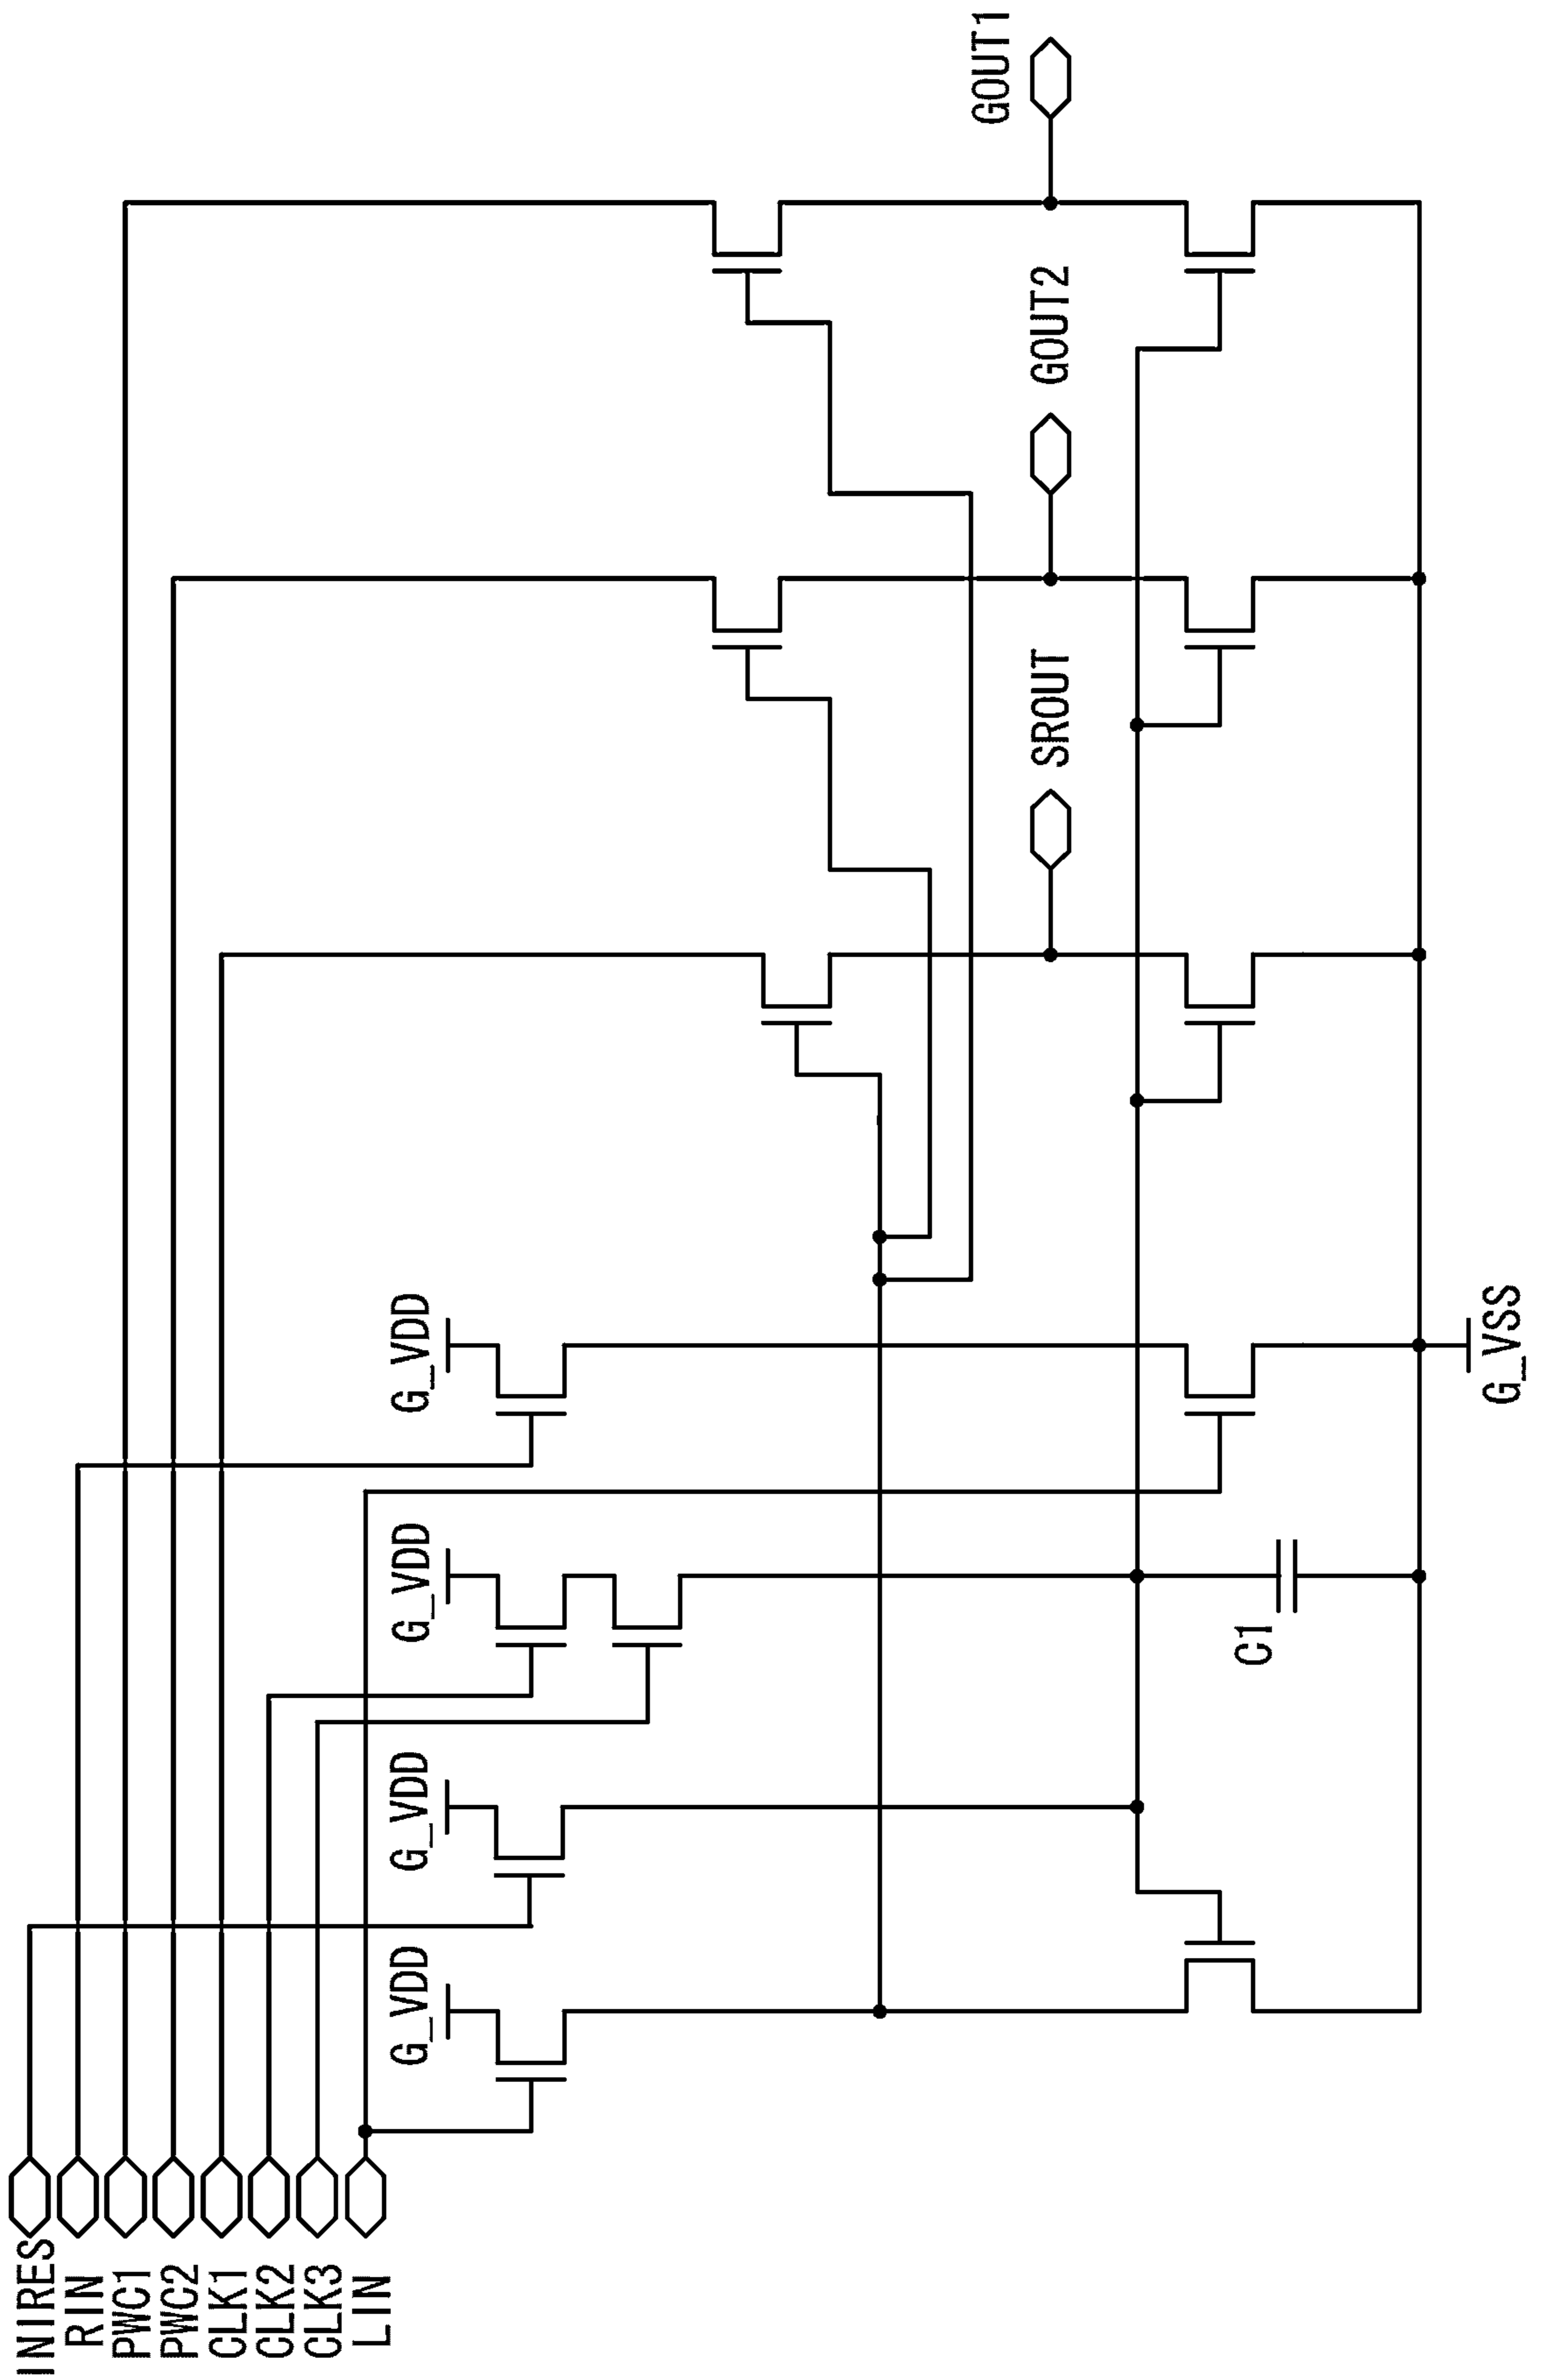 INIRES
RIN
PWC1
PWC2
CLK1
CLK2
CLK3
LIN
G_VDD
G_VDD
G_VDD
G_VDD
C1
G_VSS
SROUT
GOUT2
GOUT1